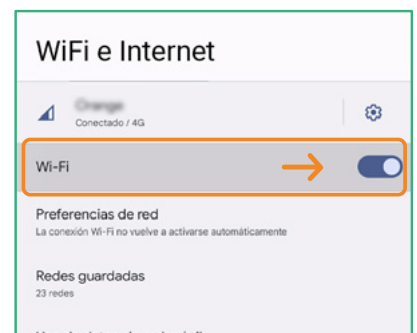 WiFi e Internet
Orange
Conectado / 4G
Wi-Fi
Preferencias de red
La conexión Wi-Fi no vuelve a activarse automáticamente
Redes guardadas
23 redes